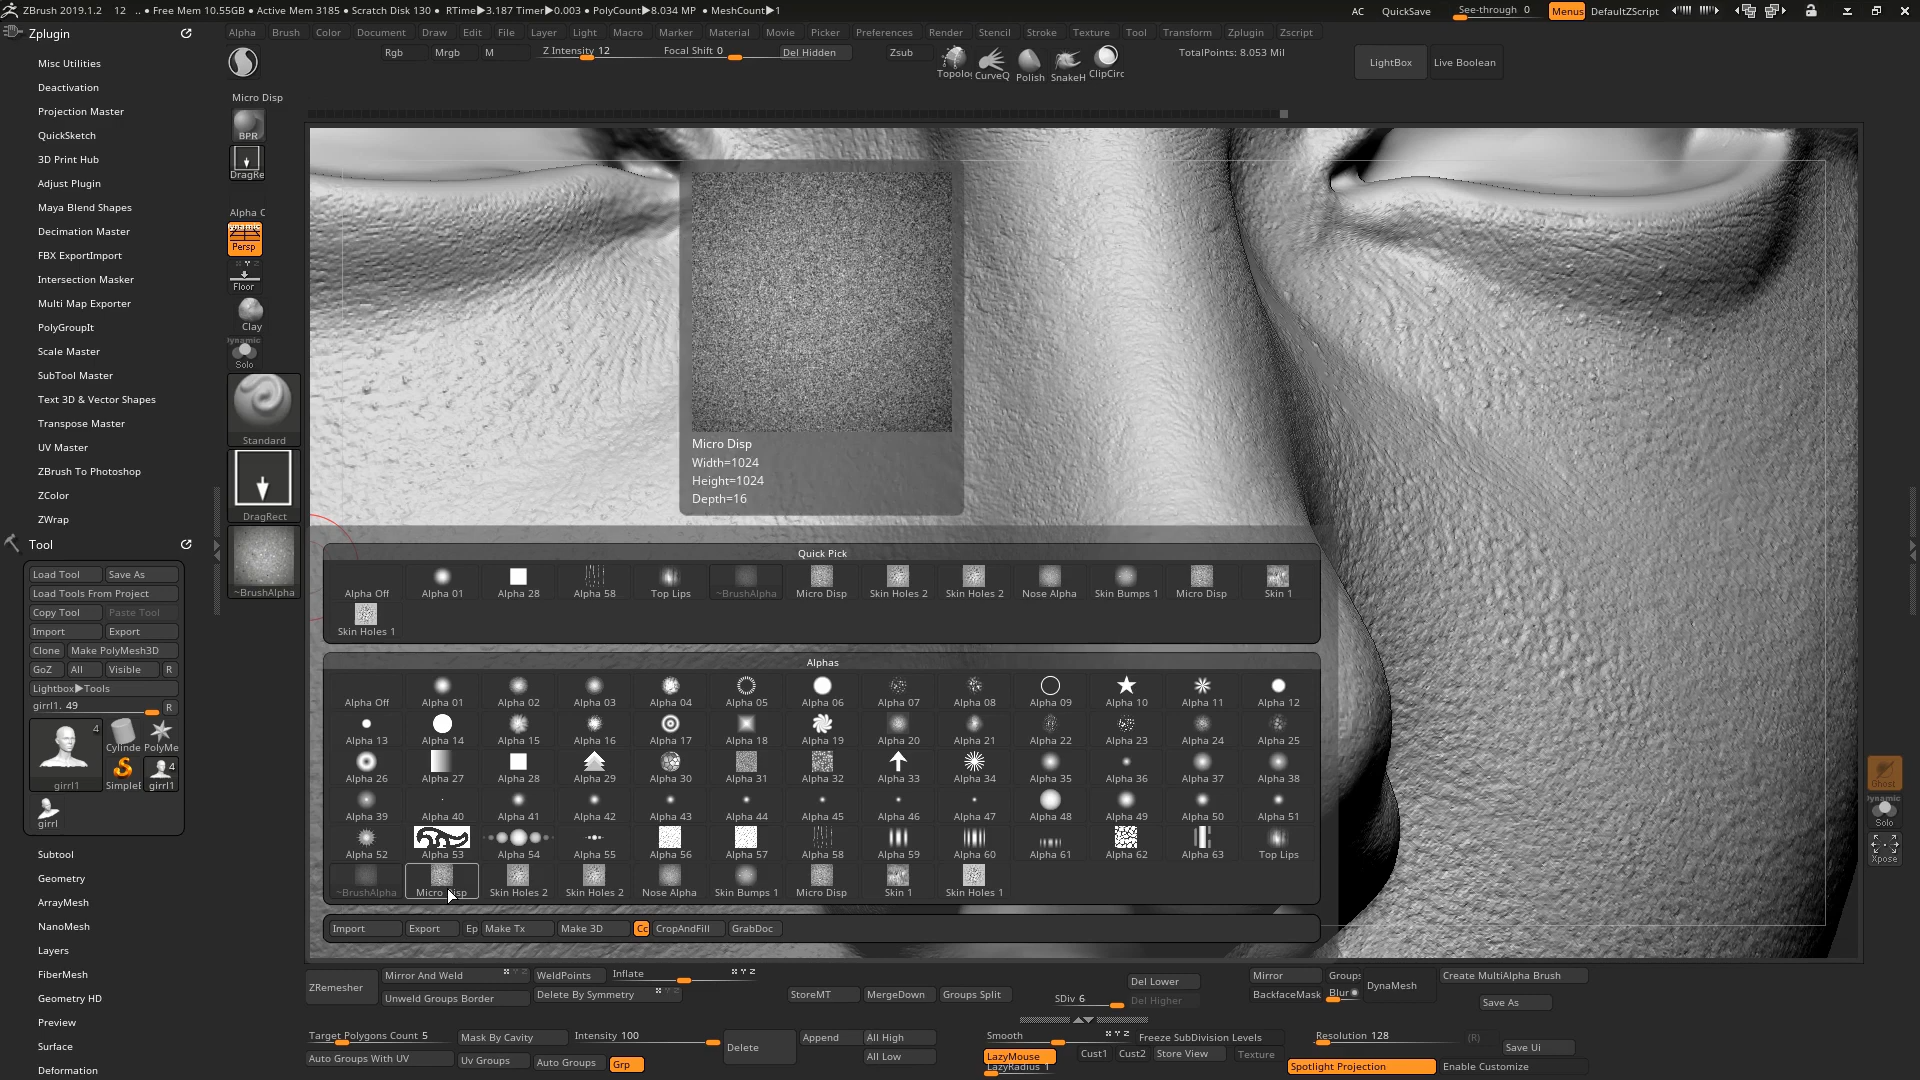 ZBrush 2019.1.2 12 .. • Free Mem 10.55GB • Active Mem 3185 • Scratch Disk 130 • RTime▶3.187 Timer▶0.003 • PolyCount▶8.034 MP • MeshCount▶1 AC QuickSave See-through 0 Menus DefaultZScript
Zplugin
Alpha Brush Color Document Draw Edit File Layer Light Macro Marker Material Movie Picker Preferences Render Stencil Stroke Texture Tool Transform Zplugin Zscript
Rgb Mrgb M Z Intensity 12 Focal Shift 0 Del Hidden Zsub TotalPoints: 8.053 Mil
Topolo CurveQ Polish SnakeH ClipCirc
LightBox Live Boolean
Misc Utilities
Deactivation
Projection Master
QuickSketch
3D Print Hub
Adjust Plugin
Maya Blend Shapes
Decimation Master
FBX ExportImport
Intersection Masker
Multi Map Exporter
PolyGroupIt
Scale Master
SubTool Master
Text 3D & Vector Shapes
Transpose Master
UV Master
ZBrush To Photoshop
ZColor
ZWrap
Tool
Load Tool Save As
Load Tools From Project
Copy Tool Paste Tool
Import Export
Clone Make PolyMesh3D
GoZ All Visible R
Lightbox▶Tools
girrl1. 49 R
4
Cylinde PolyMe
4
girrl1 Simplel girrl1
girrl
Subtool
Geometry
ArrayMesh
NanoMesh
Layers
FiberMesh
Geometry HD
Preview
Surface
Deformation
Micro Disp
BPR
DragRe
Alpha C
Persp
Floor
Clay
Dynamic
Solo
Standard
DragRect
~BrushAlpha
Micro Disp
Width=1024
Height=1024
Depth=16
Quick Pick
Alpha Off Alpha 01 Alpha 28 Alpha 58 Top Lips ~BrushAlpha Micro Disp Skin Holes 2 Skin Holes 2 Nose Alpha Skin Bumps 1 Micro Disp Skin 1
Skin Holes 1
Alphas
Alpha Off Alpha 01 Alpha 02 Alpha 03 Alpha 04 Alpha 05 Alpha 06 Alpha 07 Alpha 08 Alpha 09 Alpha 10 Alpha 11 Alpha 12
Alpha 13 Alpha 14 Alpha 15 Alpha 16 Alpha 17 Alpha 18 Alpha 19 Alpha 20 Alpha 21 Alpha 22 Alpha 23 Alpha 24 Alpha 25
Alpha 26 Alpha 27 Alpha 28 Alpha 29 Alpha 30 Alpha 31 Alpha 32 Alpha 33 Alpha 34 Alpha 35 Alpha 36 Alpha 37 Alpha 38
Alpha 39 Alpha 40 Alpha 41 Alpha 42 Alpha 43 Alpha 44 Alpha 45 Alpha 46 Alpha 47 Alpha 48 Alpha 49 Alpha 50 Alpha 51
Alpha 52 Alpha 53 Alpha 54 Alpha 55 Alpha 56 Alpha 57 Alpha 58 Alpha 59 Alpha 60 Alpha 61 Alpha 62 Alpha 63 Top Lips
~BrushAlpha Micro Disp Skin Holes 2 Skin Holes 2 Nose Alpha Skin Bumps 1 Micro Disp Skin 1 Skin Holes 1
Import Export Ep Make Tx Make 3D Cc CropAndFill GrabDoc
Ghost
Dynamic
Solo
Xpose
ZRemesher Mirror And Weld WeldPoints Inflate
Unweld Groups Border Delete By Symmetry StoreMT MergeDown Groups Split
SDiv 6 Del Lower
Del Higher
Mirror Groups Create MultiAlpha Brush
BackfaceMask Blur DynaMesh Save As
Target Polygons Count 5 Mask By Cavity Intensity 100 Delete Append All High Smooth Freeze SubDivision Levels Resolution 128 (R) Save Ui
Auto Groups With UV Uv Groups Auto Groups Grp All Low LazyMouse Cust1 Cust2 Store View Texture Spotlight Projection Enable Customize
LazyRadius 1